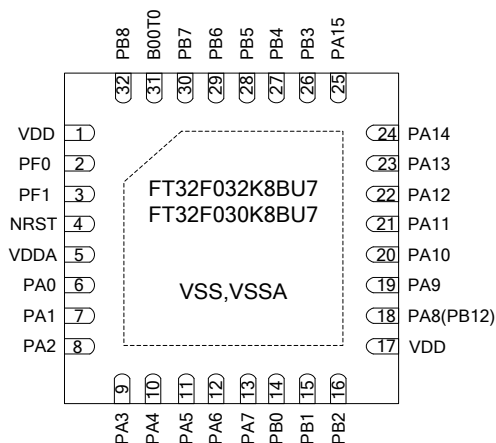 PB8 B00T0 PB7 PB6 PB5 PB4 PB3 PA15
32 31 30 29 28 27 26 25
VDD 1
PF0 2
PF1 3
NRST 4
VDDA 5
PA0 6
PA1 7
PA2 8
FT32F032K8BU7
FT32F030K8BU7
VSS,VSSA
24 PA14
23 PA13
22 PA12
21 PA11
20 PA10
19 PA9
18 PA8(PB12)
17 VDD
9 10 11 12 13 14 15 16
PA3 PA4 PA5 PA6 PA7 PB0 PB1 PB2